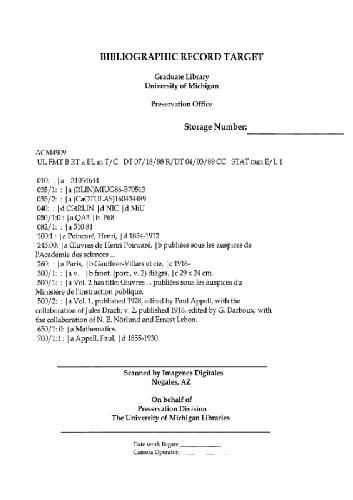 BIBLIOGRAPHIC RECORD TARGET
Graduate Library
University of Michigan
Preservation Office
Storage Number:
ACM4909
UL FMT B RT a BL m T/C DT 07/18/88 R/DT 04/03/89 CC STAT mm E/L 1
010: : |a 31004644
035/1: : |a (RLIN)MIUG86-B70513
035/2: : |a (CaOTULAS)160434489
040: : |d CStRLIN |d NIC |d MiU
050/1:0 : |a QA3 |b .P68
082/1: : |a 510.81
100:1 : |a Poincaré, Henri, |d 1854-1912
245:00: |a Œuvres de Henri Poincaré, |b publiées sous les auspices de
l'Académie des sciences ...
260: : |a Paris, |b Gauthier-Villars et cie, |c 1916-
300/1: : |a v. |b front. (port., v. 2) diagrs. |c 29 x 24 cm.
500/1: : |a Vol. 2 has title: Œuvres ... publiées sous les auspices du
Ministère de l'instruction publique.
500/2: : |a Vol. 1, published 1928, edited by Paul Appell, with the
collaboration of Jules Drach; v. 2, published 1916, edited by G. Darboux, with
the collaboration of N. E. Nörlund and Ernest Lebon.
650/1: 0: |a Mathematics.
700/1:1 : |a Appell, Paul, |d 1855-1930.
Scanned by Imagenes Digitales
Nogales, AZ
On behalf of
Preservation Division
The University of Michigan Libraries
Date work Began:
Camera Operator: